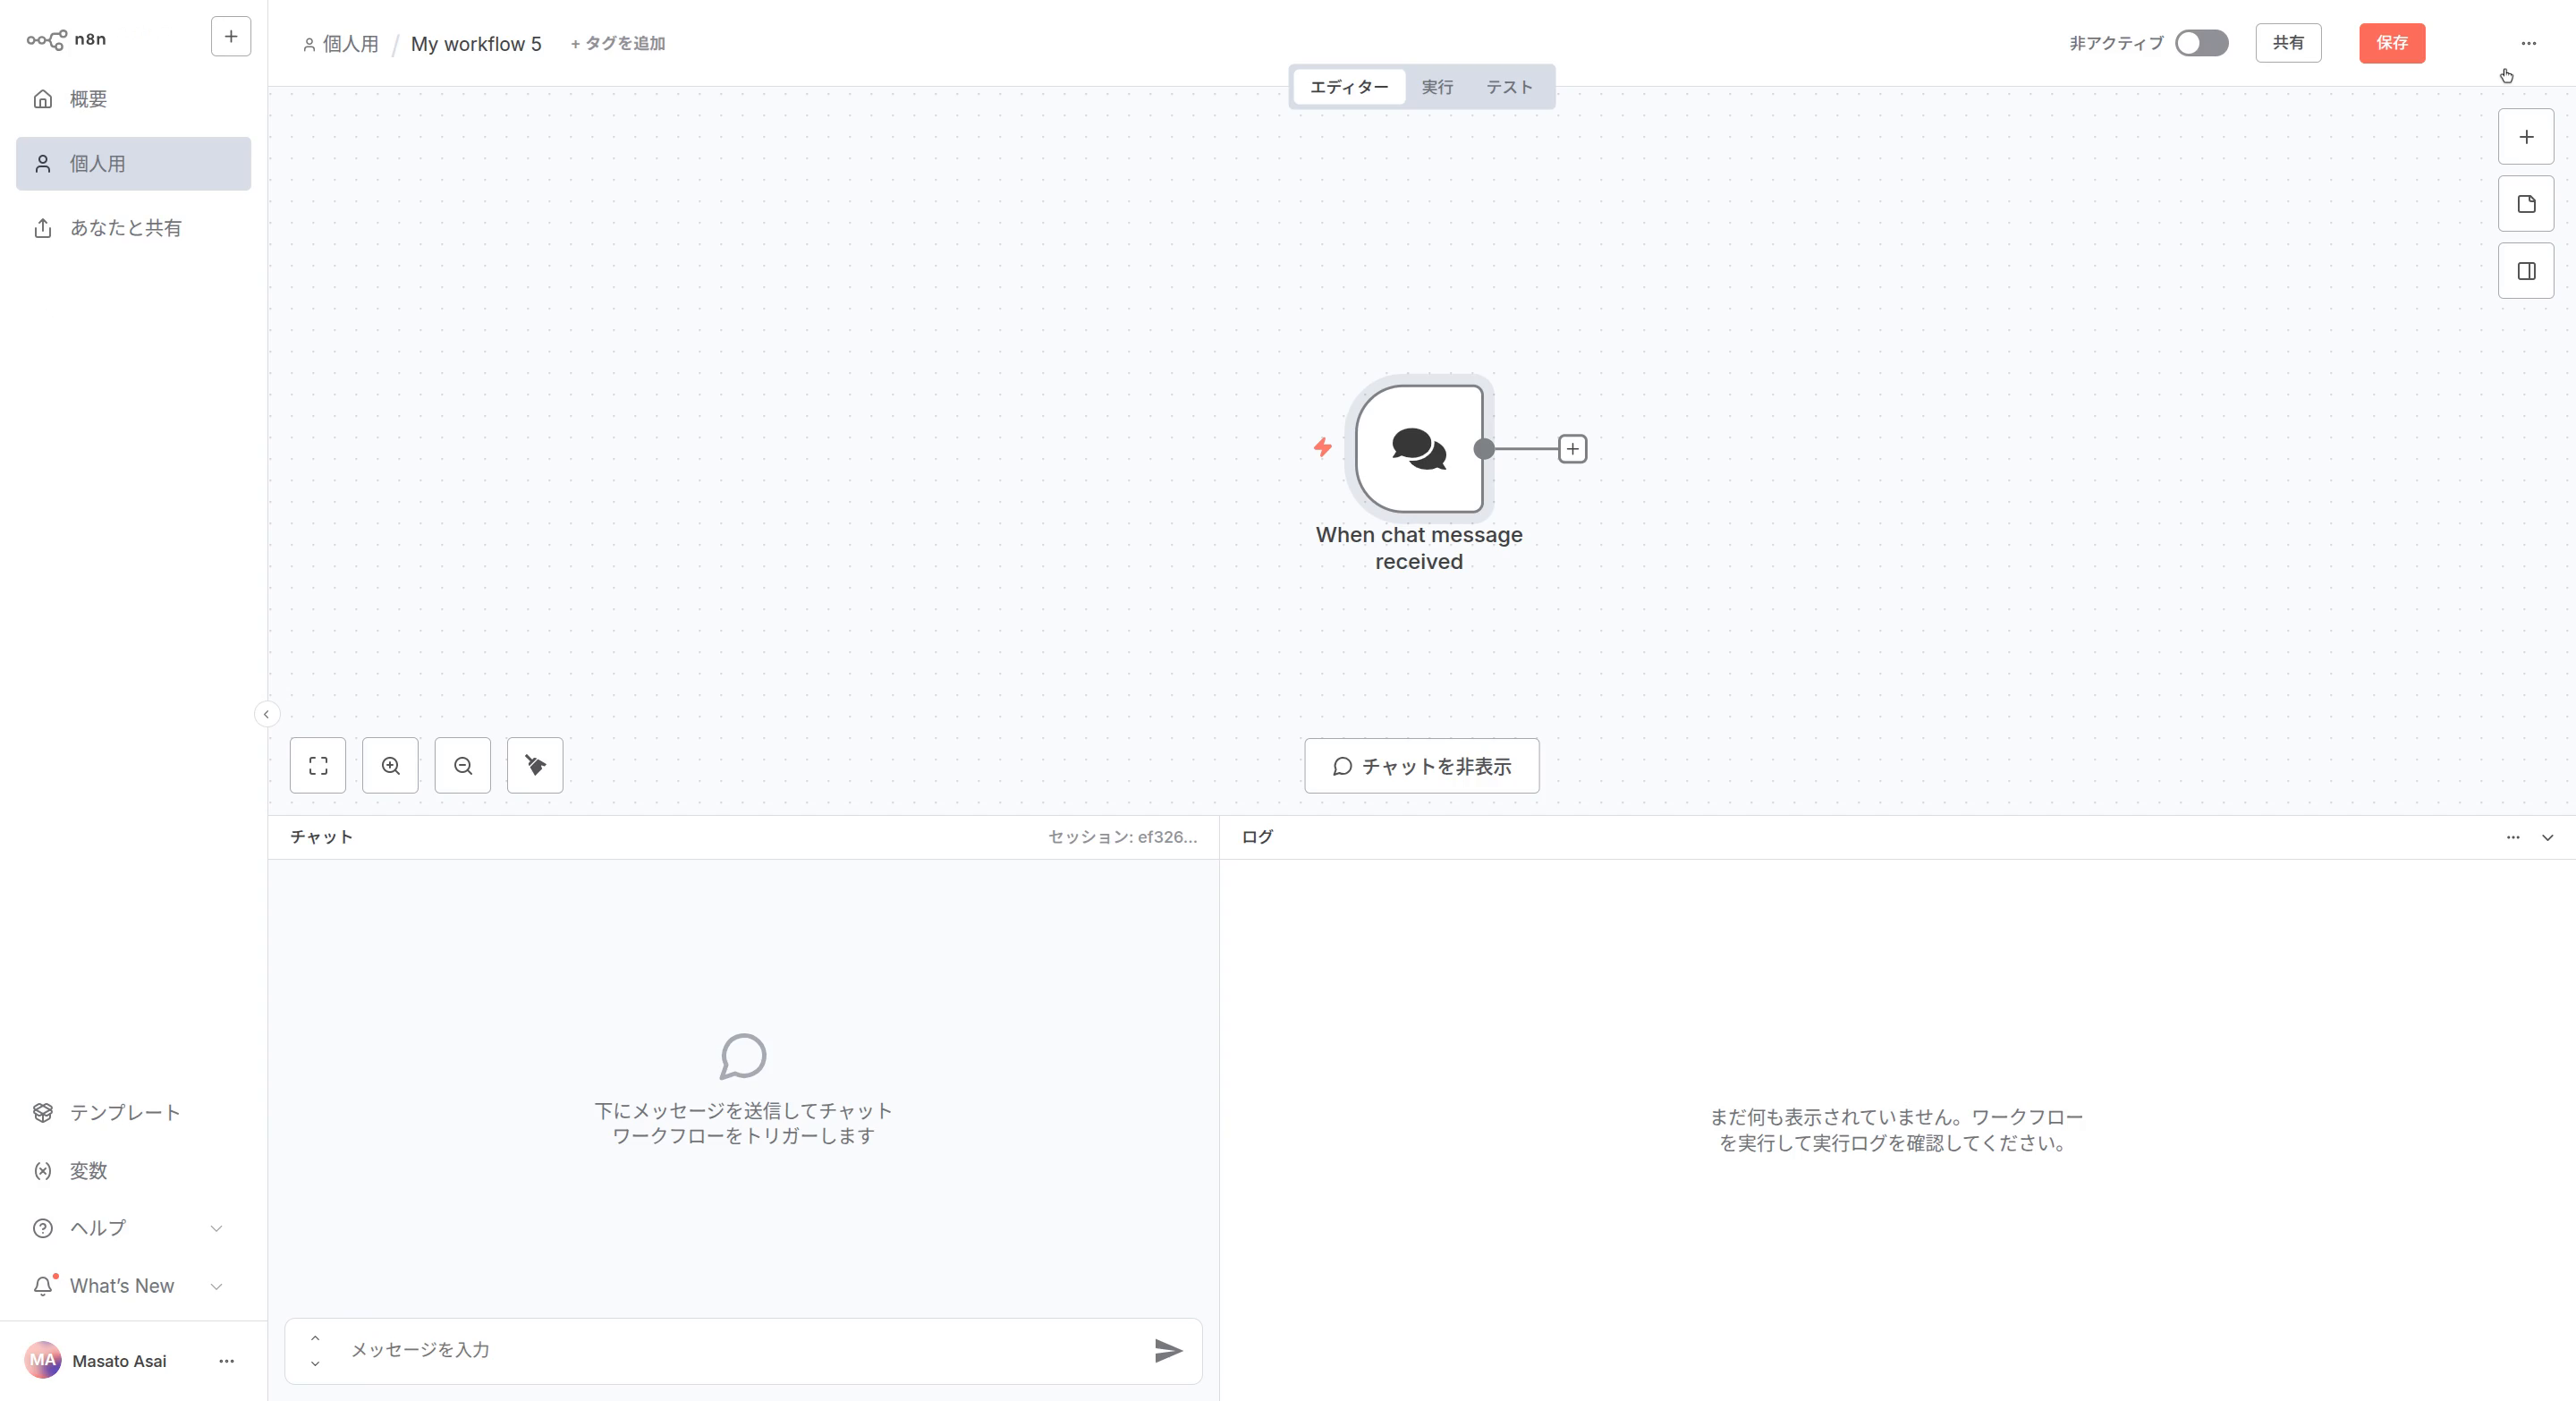 n8n
概要
個人用
あなたと共有
テンプレート
変数
ヘルプ
What's New
MA
Masato Asai
個人用 / My workflow 5 + タグを追加
非アクティブ
共有
保存
エディター 実行 テスト
When chat message
received
チャットを非表示
チャット
セッション: ef326...
下にメッセージを送信してチャット
ワークフローをトリガーします
メッセージを入力
ログ
まだ何も表示されていません。ワークフロー
を実行して実行ログを確認してください。